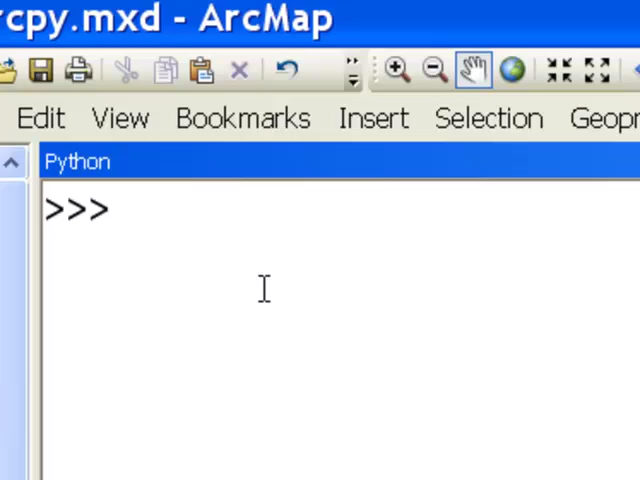 rcpy.mxd - ArcMap
Edit View Bookmarks Insert Selection Geopr
Python
>>>